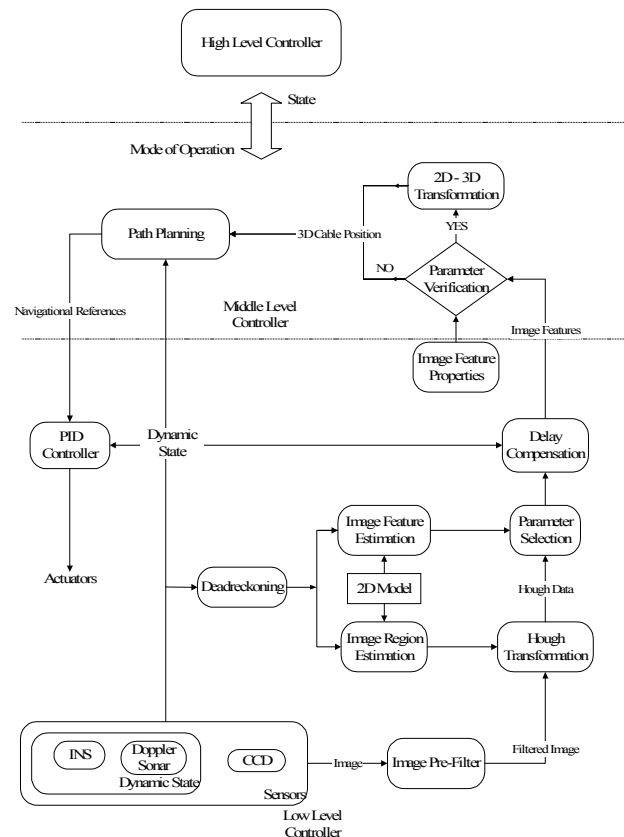 High Level Controller
State
Mode of Operation
2D - 3D
Transformation
Path Planning
3D Cable Position
YES
NO
Parameter
Verification
Navigational References
Middle Level
Controller
Image Features
Image Feature
Properties
PID
Controller
Dynamic
State
Delay
Compensation
Image Feature
Estimation
Parameter
Selection
Actuators
Deadreckoning
2D Model
Hough Data
Image Region
Estimation
Hough
Transformation
INS
Doppler
Sonar
CCD
Dynamic State
Sensors
Image
Image Pre-Filter
Filtered Image
Low Level
Controller